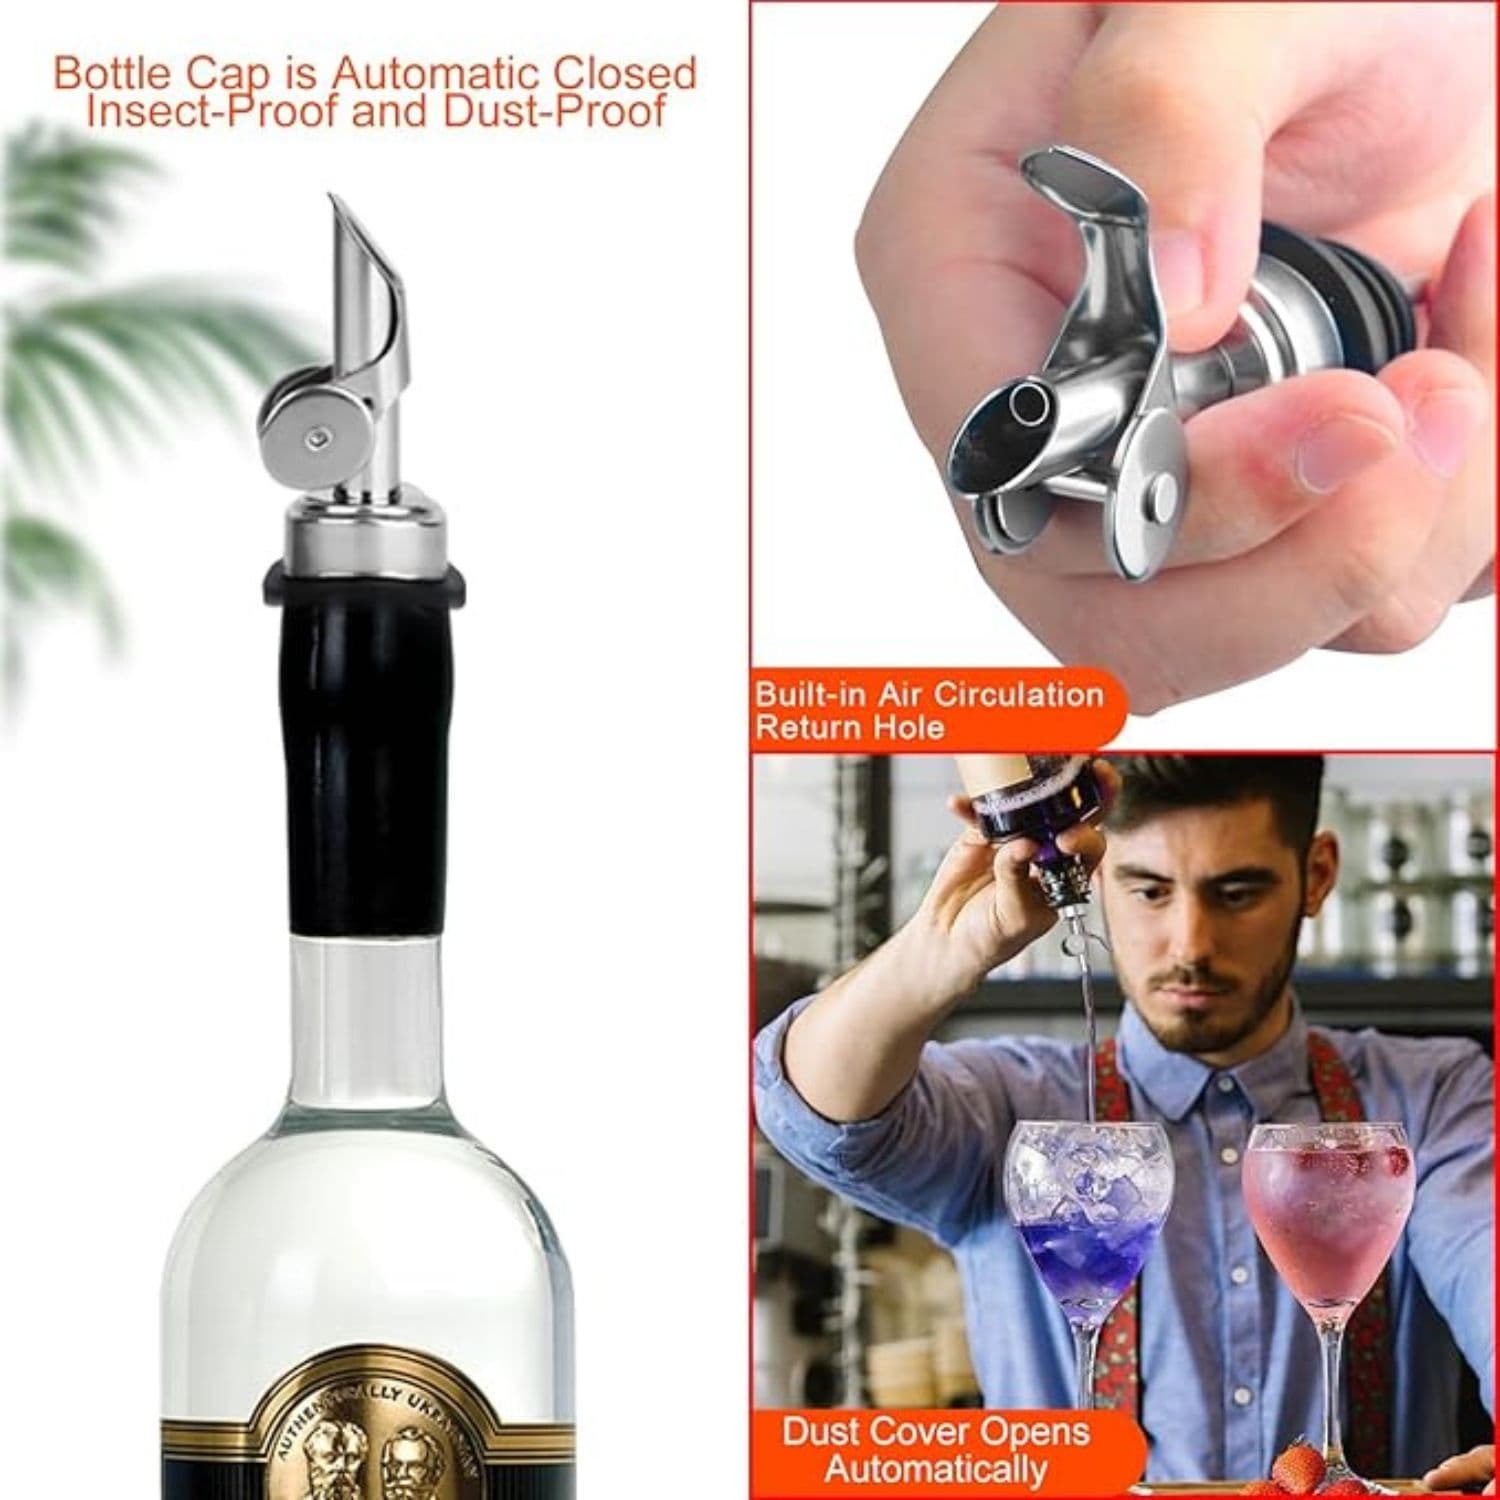 Bottle Cap is Automatic Closed
Insect-Proof and Dust-Proof
Built-in Air Circulation
Return Hole
Dust Cover Opens
Automatically
AUTHENTICALLY UKRAINIAN